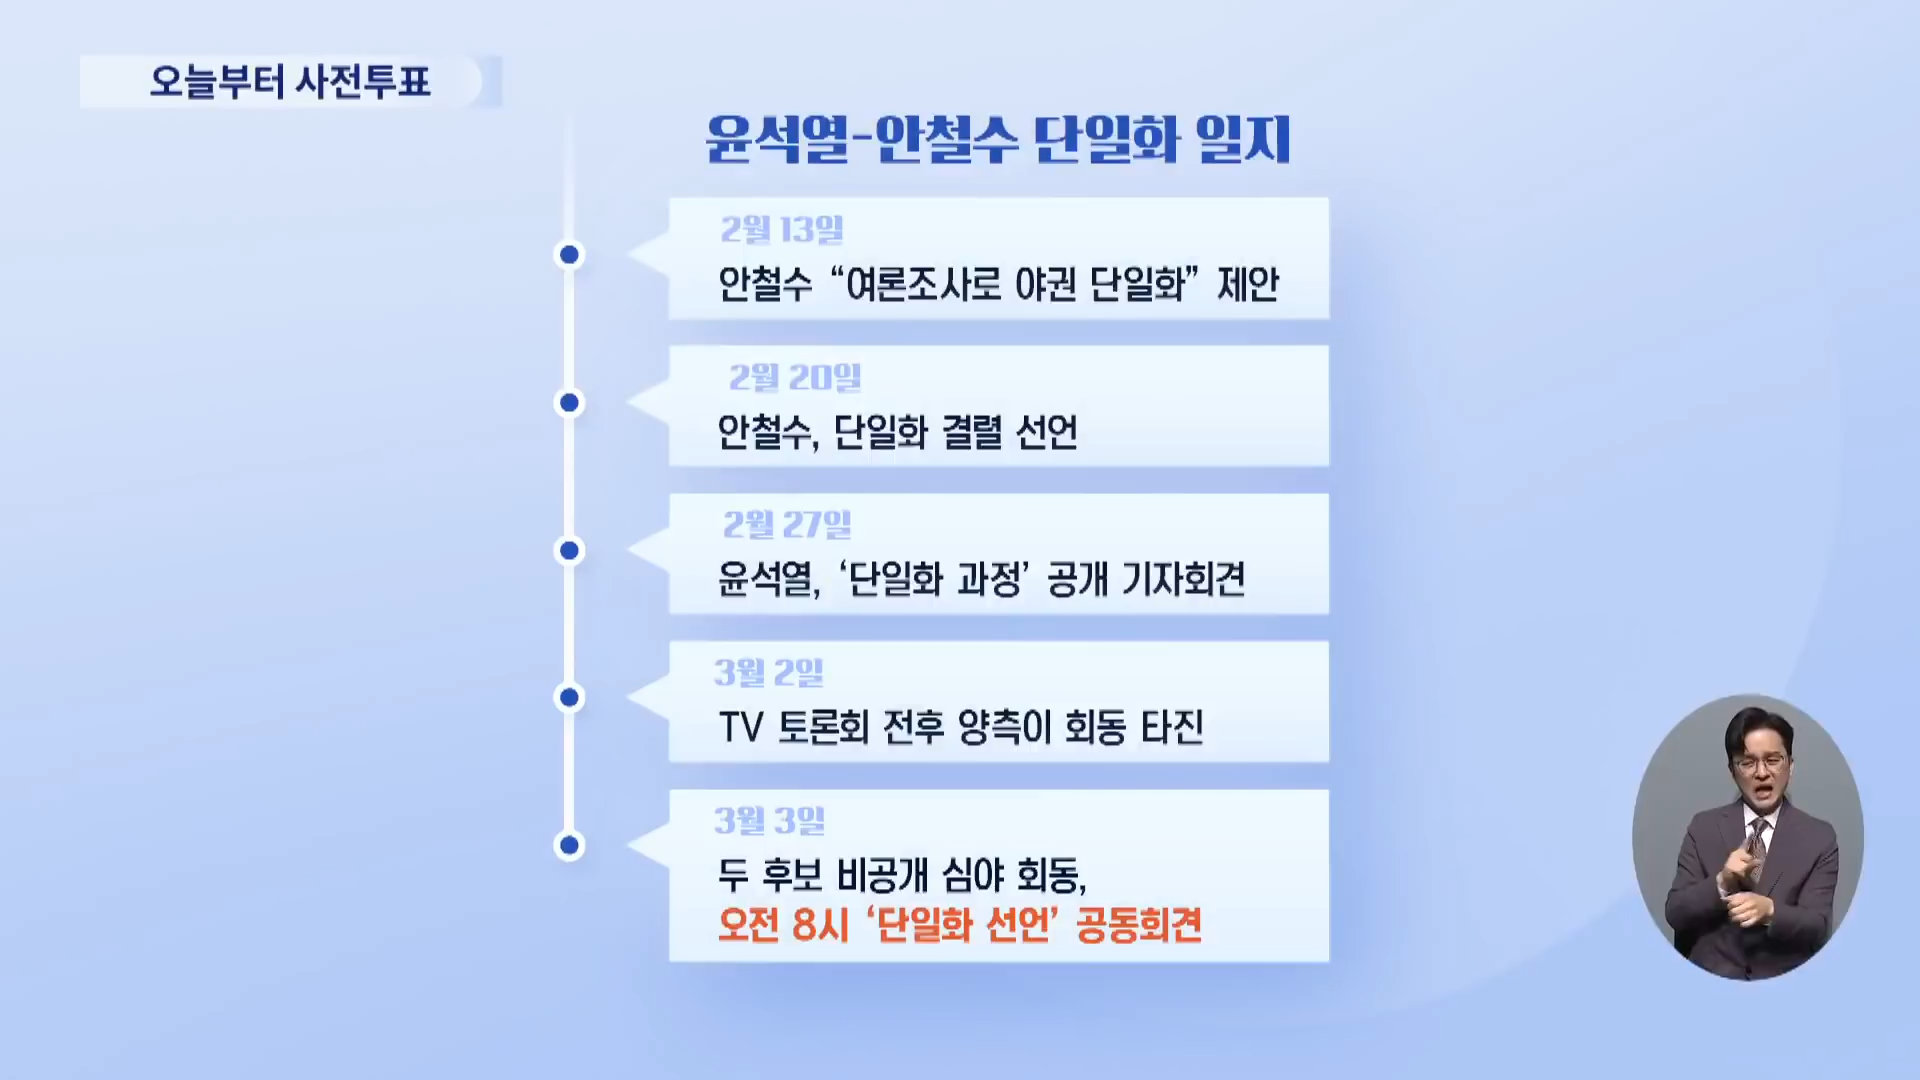 오늘부터 사전투표
윤석열-안철수 단일화 일지
2월 13일
안철수 “여론조사로 야권 단일화” 제안
2월 20일
안철수, 단일화 결렬 선언
2월 27일
윤석열, ‘단일화 과정’ 공개 기자회견
3월 2일
TV 토론회 전후 양측이 회동 타진
3월 3일
두 후보 비공개 심야 회동,
오전 8시 ‘단일화 선언’ 공동회견